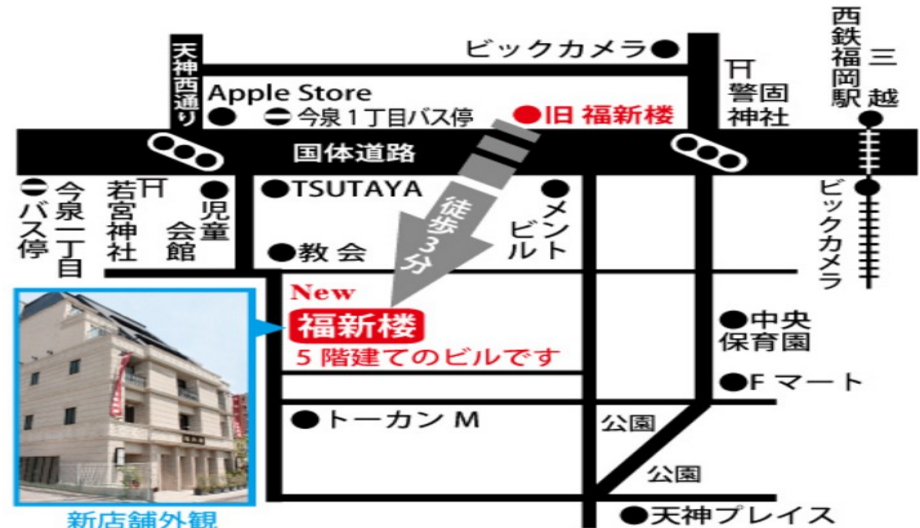 ビックカメラ
天神西通り
Apple Store
今泉1丁目バス停
旧 福新楼
警固
神社
西鉄福岡駅
三越
国体道路
今泉一丁目
バス停
若宮神社
児童
会館
TSUTAYA
教会
徒歩3分
メント
ビル
ビックカメラ
New
福新楼
5階建てのビルです
中央
保育園
Fマート
トーカンM
公園
公園
天神プレイス
新店舗外観